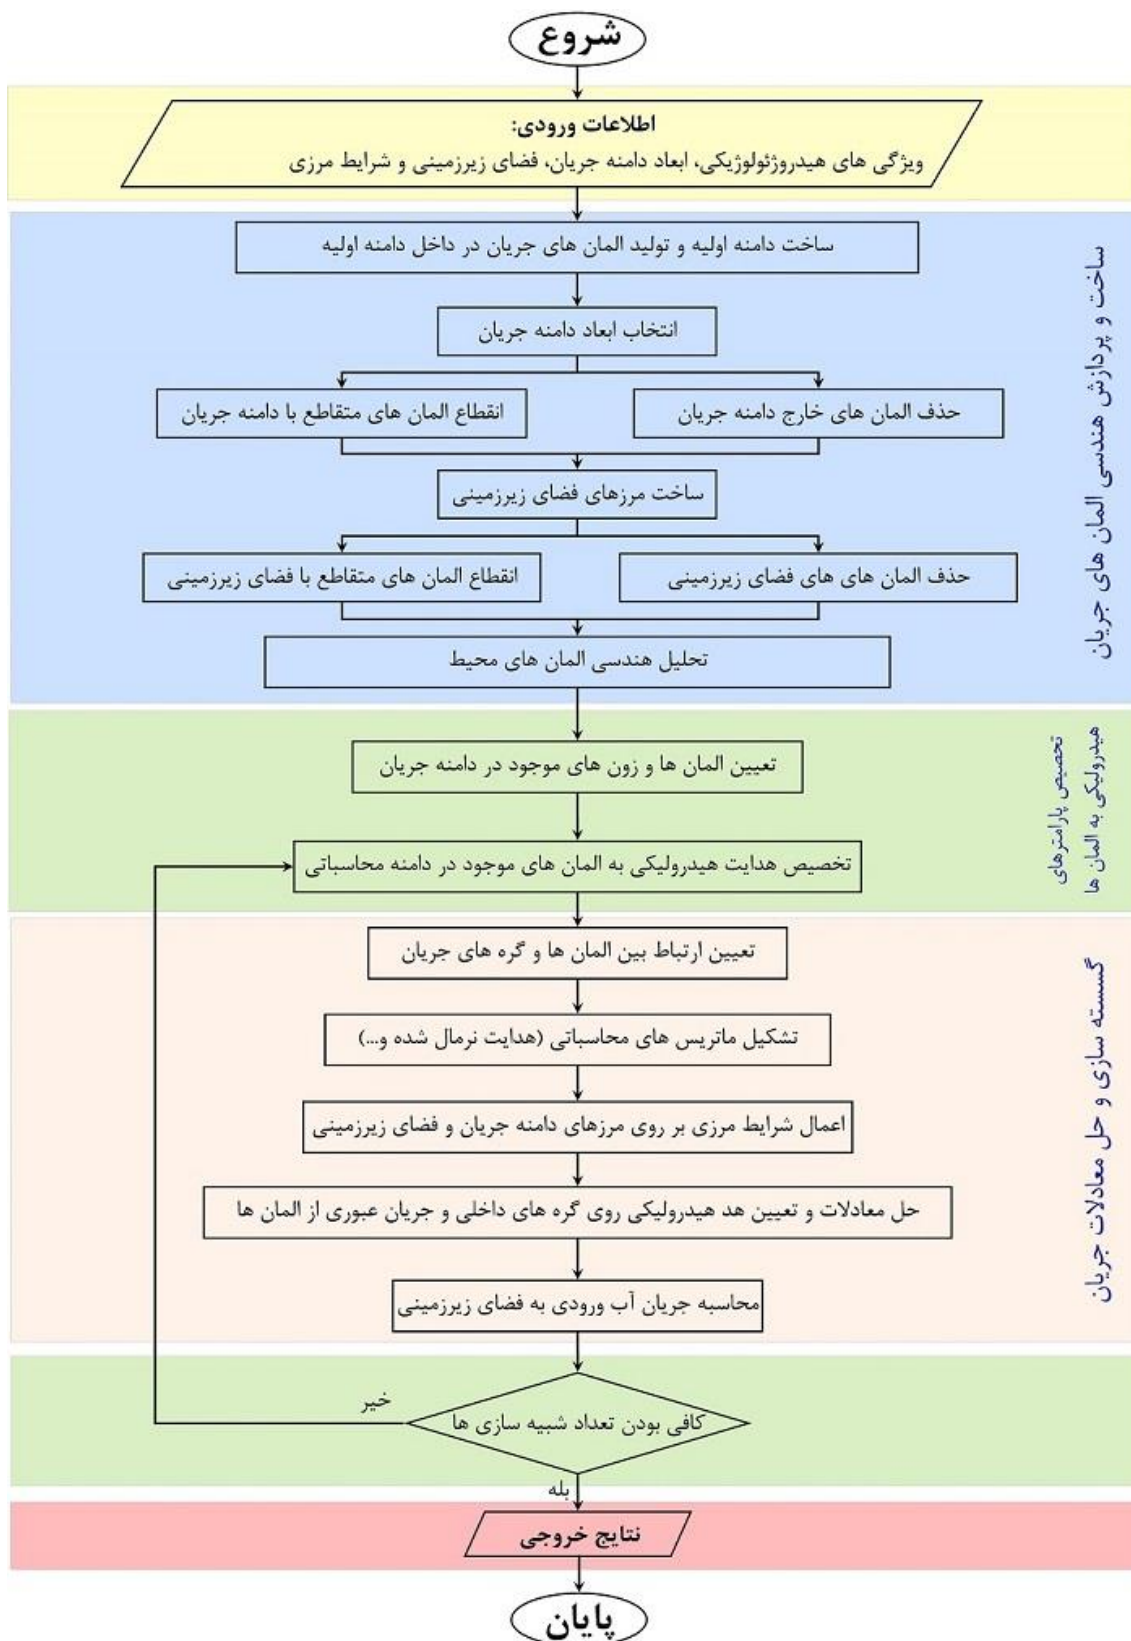 شروع
اطلاعات ورودی:
ویژگی های هیدروژئولوژیکی، ابعاد دامنه جریان، فضای زیرزمینی و شرایط مرزی
ساخت و پردازش هندسی المان های جریان
ساخت دامنه اولیه و تولید المان های جریان در داخل دامنه اولیه
انتخاب ابعاد دامنه جریان
حذف المان های خارج دامنه جریان
انقطاع المان های متقاطع با دامنه جریان
ساخت مرزهای فضای زیرزمینی
حذف المان های های فضای زیرزمینی
انقطاع المان های متقاطع با فضای زیرزمینی
تحلیل هندسی المان های محیط
تخصیص پارامترهای
هیدرولیکی به المان ها
تعیین المان ها و زون های موجود در دامنه جریان
تخصیص هدایت هیدرولیکی به المان های موجود در دامنه محاسباتی
گسسته سازی و حل معادلات جریان
تعیین ارتباط بین المان ها و گره های جریان
تشکیل ماتریس های محاسباتی (هدایت نرمال شده و...)
اعمال شرایط مرزی بر روی مرزهای دامنه جریان و فضای زیرزمینی
حل معادلات و تعیین هد هیدرولیکی روی گره های داخلی و جریان عبوری از المان ها
محاسبه جریان آب ورودی به فضای زیرزمینی
کافی بودن تعداد شبیه سازی ها
خیر
بله
نتایج خروجی
پایان